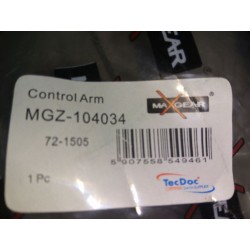 Control Arm
MAXGEAR
MGZ-104034
72-1505
5 907558 549461
1 Pc
TecDoc